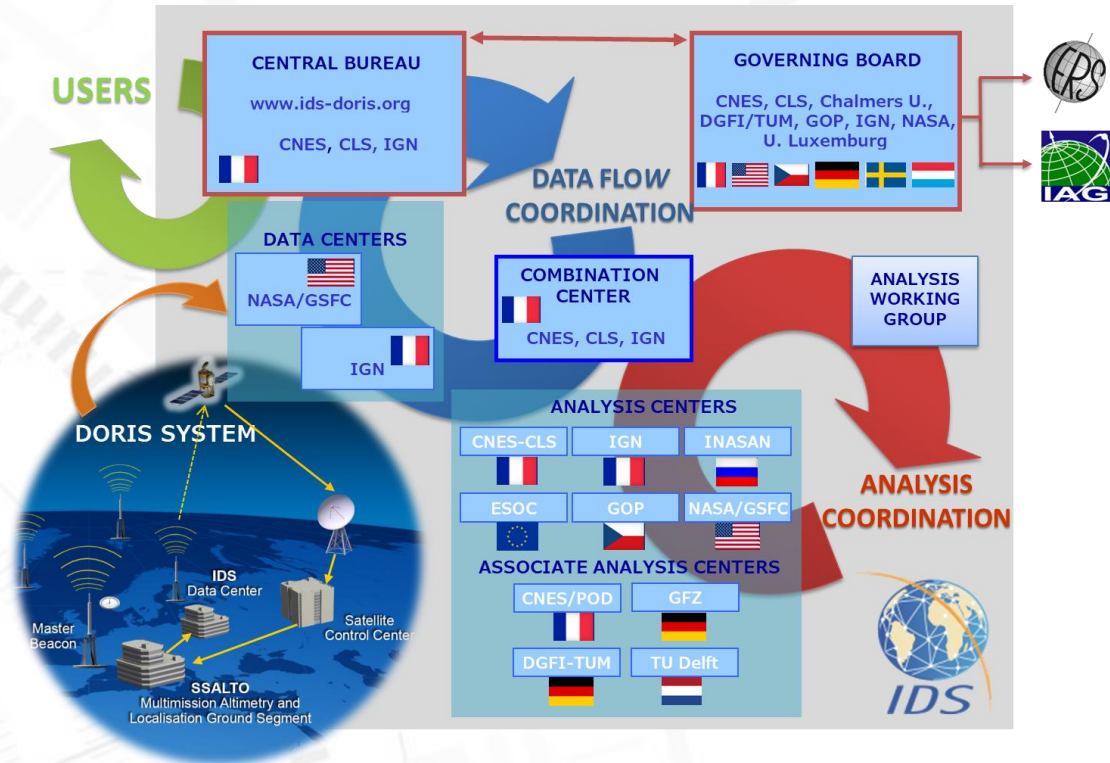 USERS
CENTRAL BUREAU
www.ids-doris.org
CNES, CLS, IGN
GOVERNING BOARD
CNES, CLS, Chalmers U.,
DGFI/TUM, GOP, IGN, NASA,
U. Luxemburg
ERS
IAG
DATA FLOW
COORDINATION
DATA CENTERS
NASA/GSFC
IGN
COMBINATION
CENTER
CNES, CLS, IGN
ANALYSIS
WORKING
GROUP
DORIS SYSTEM
IDS
Data Center
Master
Beacon
Satellite
Control Center
SSALTO
Multimission Altimetry and
Localisation Ground Segment
ANALYSIS CENTERS
CNES-CLS
IGN
INASAN
ESOC
GOP
NASA/GSFC
ASSOCIATE ANALYSIS CENTERS
CNES/POD
GFZ
DGFI-TUM
TU Delft
ANALYSIS
COORDINATION
IDS